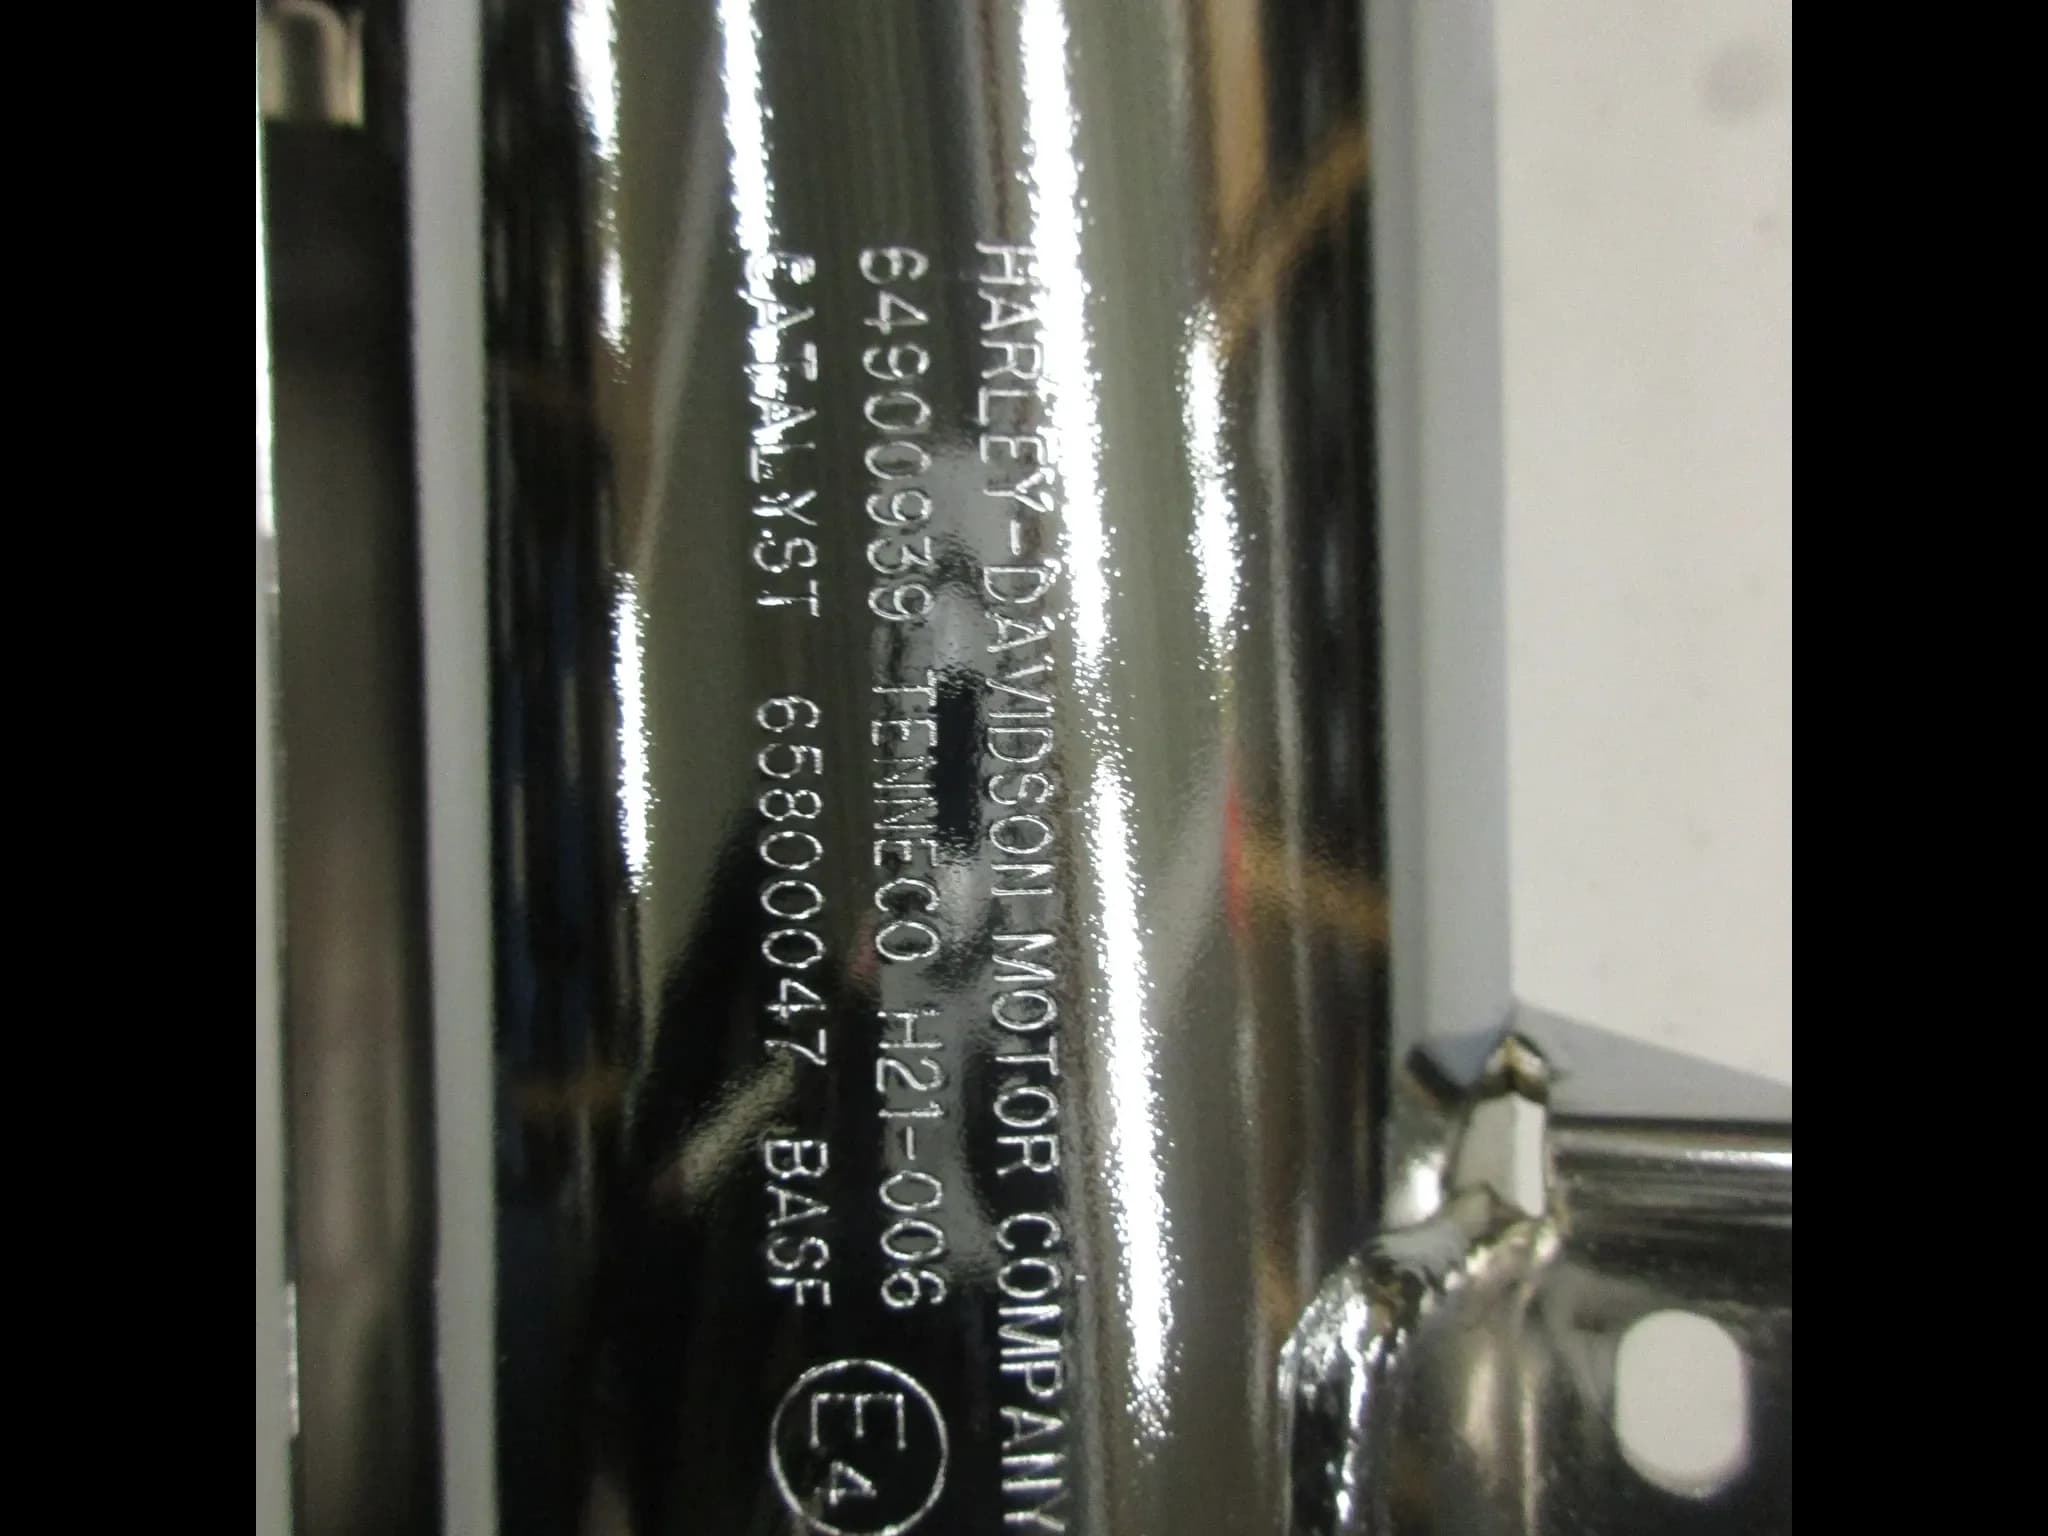 HARLEY-DAVIDSON MOTOR COMPANY
64900939 TENNECO H21-006
CATALYST 65800047 BASF
E4